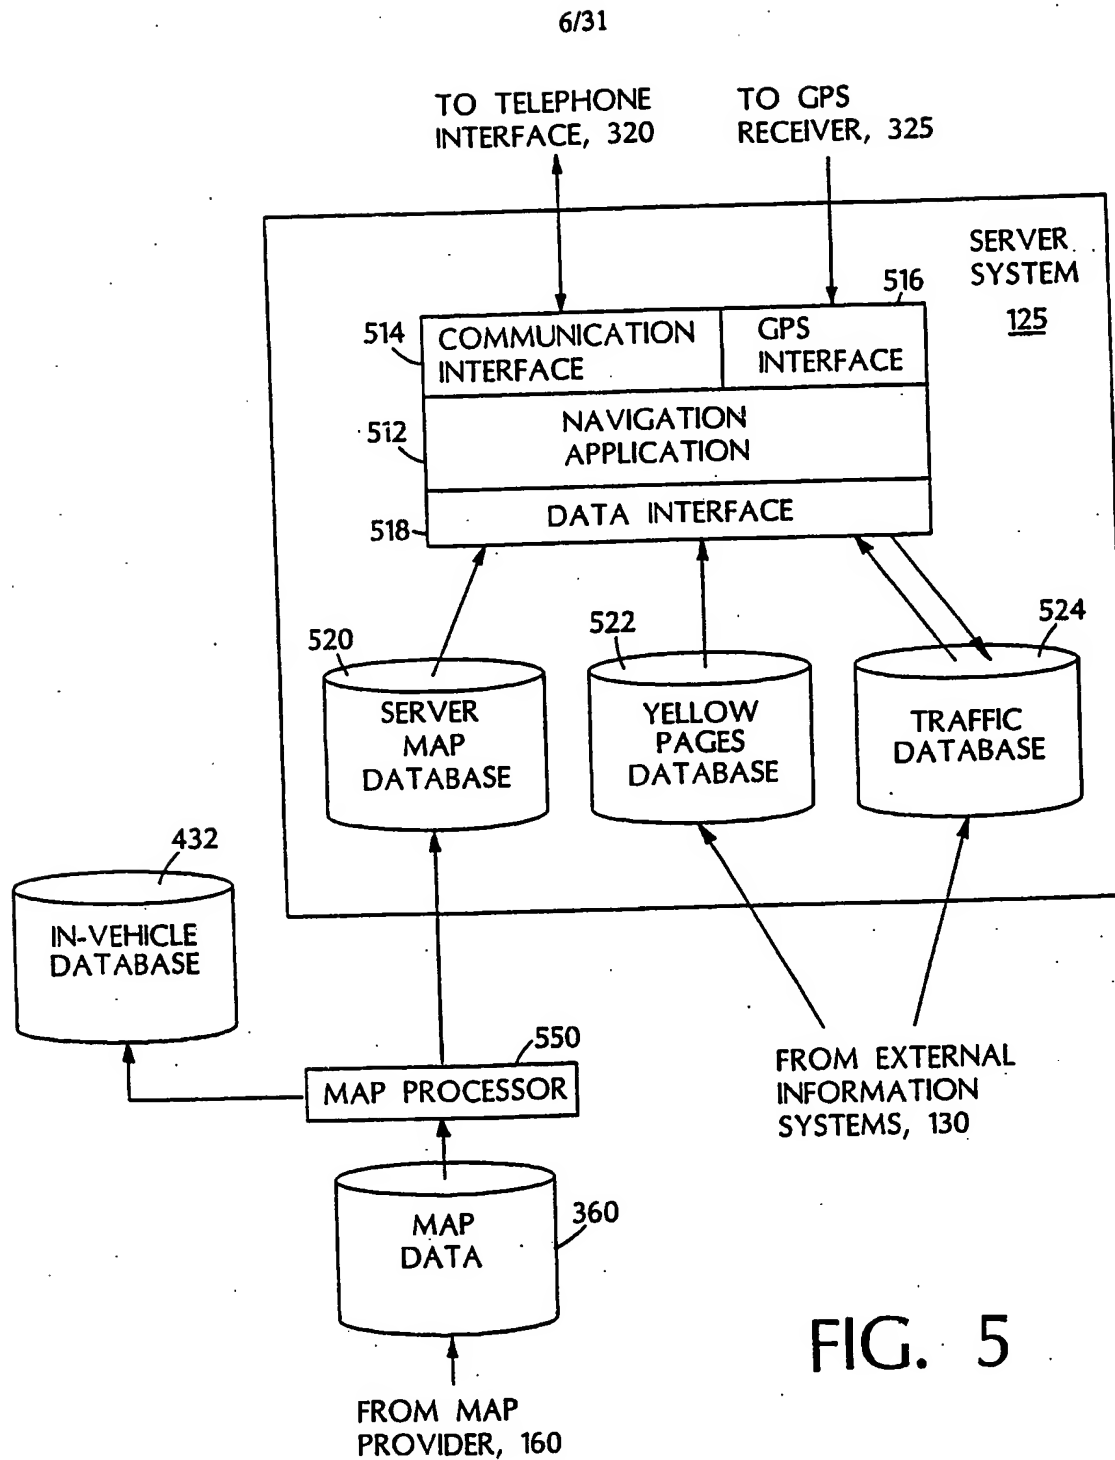 6/31
TO TELEPHONE
INTERFACE, 320
TO GPS
RECEIVER, 325
SERVER
SYSTEM
125
516
514
COMMUNICATION
INTERFACE
GPS
INTERFACE
512
NAVIGATION
APPLICATION
518
DATA INTERFACE
520
SERVER
MAP
DATABASE
522
YELLOW
PAGES
DATABASE
524
TRAFFIC
DATABASE
432
IN-VEHICLE
DATABASE
550
MAP PROCESSOR
FROM EXTERNAL
INFORMATION
SYSTEMS, 130
MAP
DATA
360
FROM MAP
PROVIDER, 160
FIG. 5